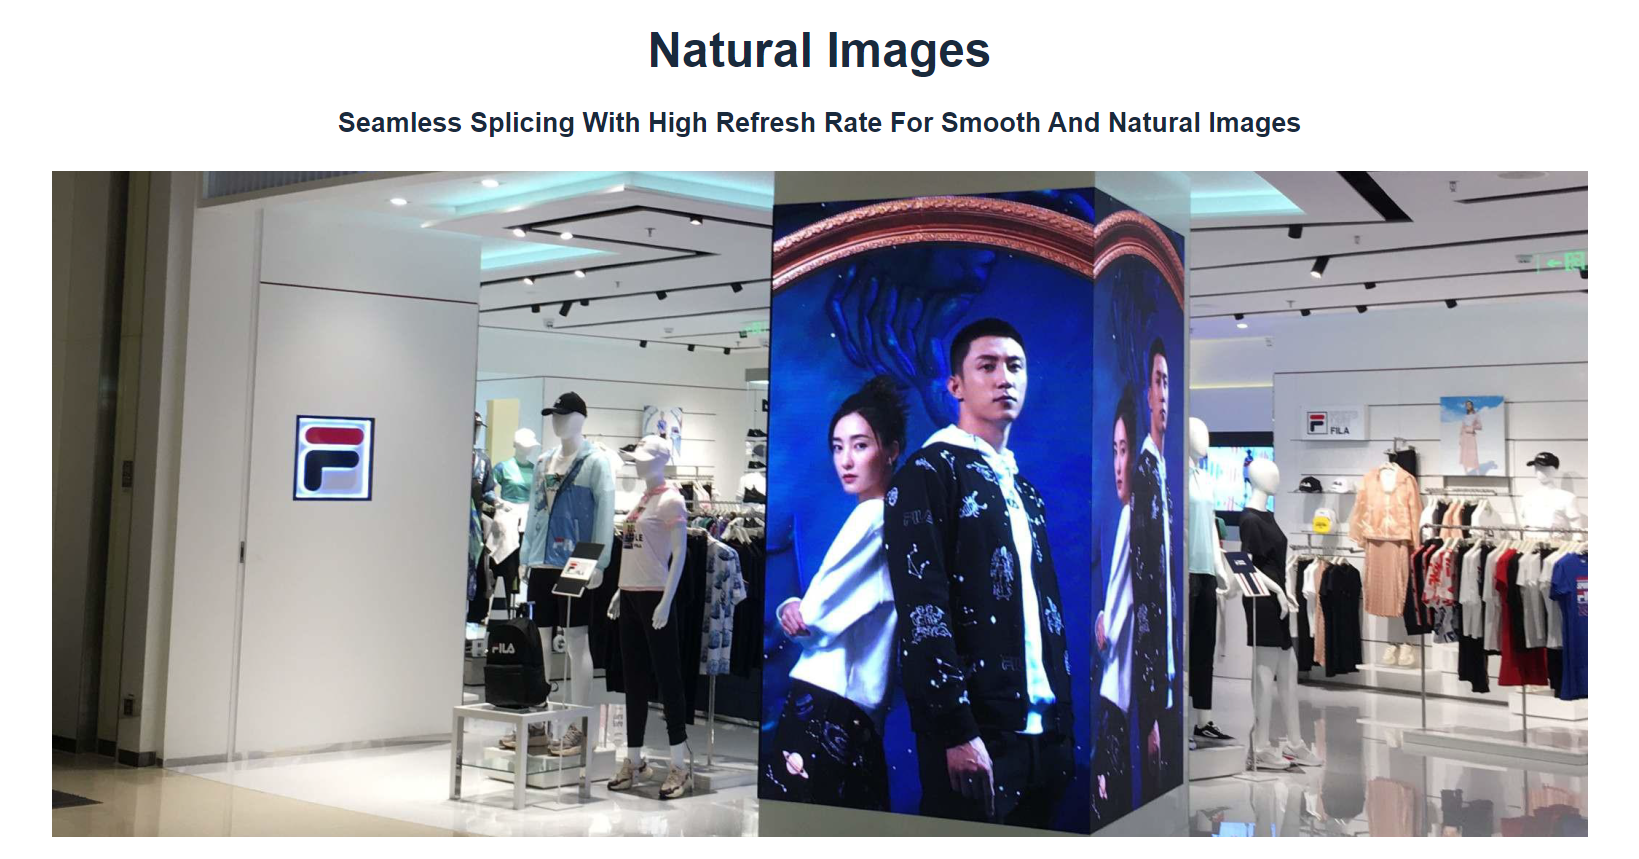 Natural Images
Seamless Splicing With High Refresh Rate For Smooth And Natural Images
FILA
FILA
FILA